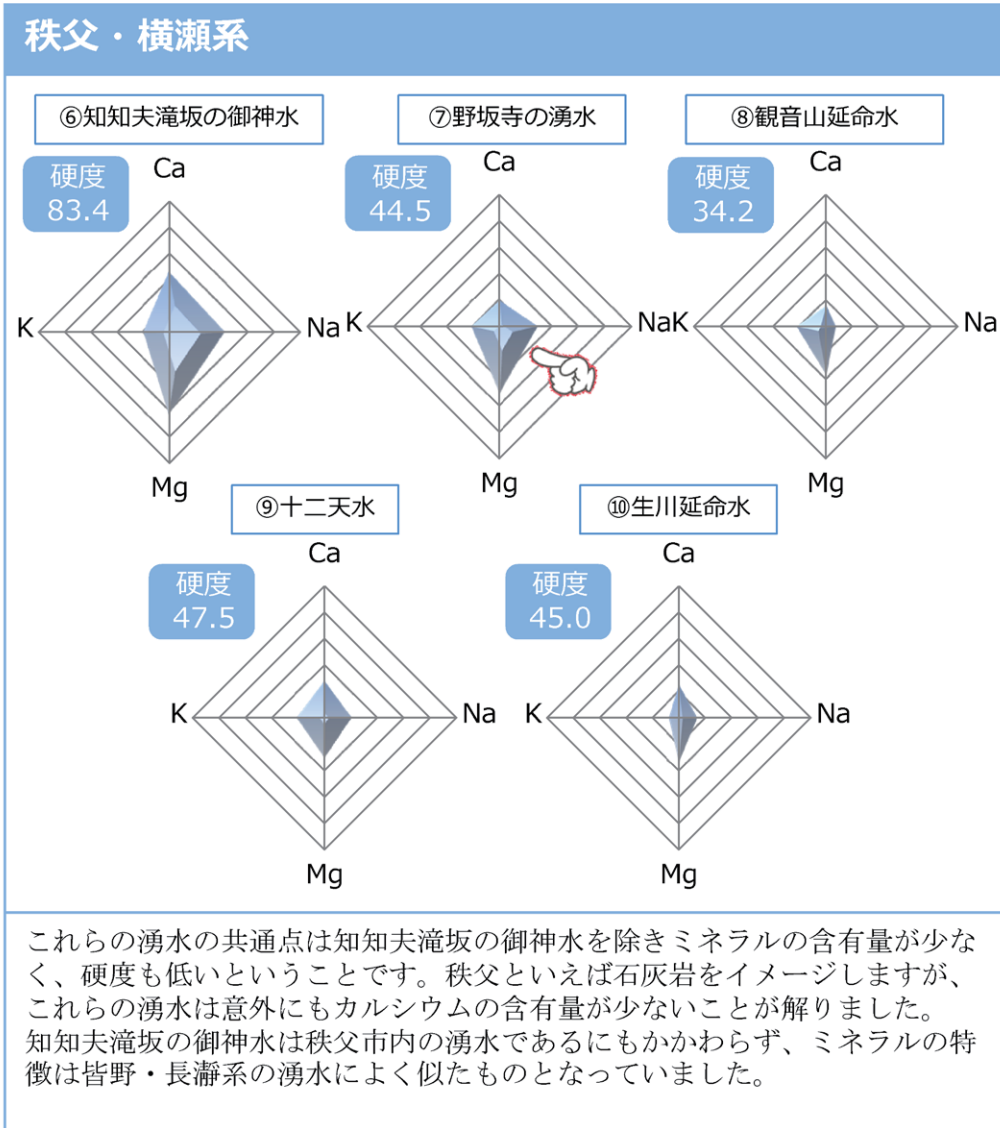 秩父・横瀬系
⑥知知夫滝坂の御神水
⑦野坂寺の湧水
⑧観音山延命水
硬度
83.4
Ca
K
Na
Mg
硬度
44.5
Ca
K
Na
Mg
硬度
34.2
Ca
K
Na
Mg
⑨十二天水
⑩生川延命水
硬度
47.5
Ca
K
Na
Mg
硬度
45.0
Ca
K
Na
Mg
これらの湧水の共通点は知知夫滝坂の御神水を除きミネラルの含有量が少な
く、硬度も低いということです。秩父といえば石灰岩をイメージしますが、
これらの湧水は意外にもカルシウムの含有量が少ないことが解りました。
知知夫滝坂の御神水は秩父市内の湧水であるにもかかわらず、ミネラルの特
徴は皆野・長瀞系の湧水によく似たものとなっていました。